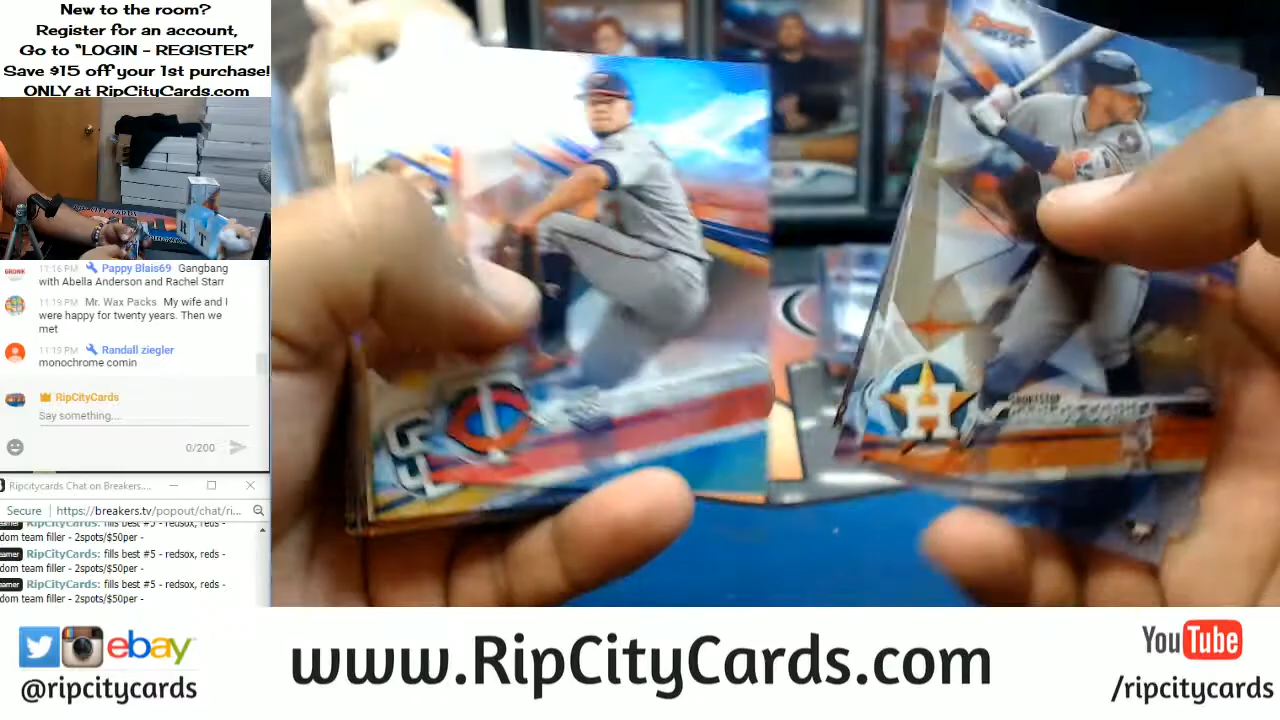 New to the room?
Register for an account,
Go to "LOGIN - REGISTER"
Save $15 off your 1st purchase!
ONLY at RipCityCards.com
11:16 PM Pappy Blais69 Gangbang
with Abella Anderson and Rachel Starr
11:19 PM Mr. Wax Packs My wife and I
were happy for twenty years. Then we
met
11:19 PM Randall ziegler
monochrome comin
RipCityCards
Say something...
0/200
Ripcitycards Chat on Breakers....
Secure https://breakers.tv/popout/chat/ri...
RipCityCards: fills best #5 - redsox, reds -
dom team filler - 2spots/$50per -
RipCityCards: fills best #5 - redsox, reds -
dom team filler - 2spots/$50per -
RipCityCards: fills best #5 - redsox, reds -
dom team filler - 2spots/$50per -
H
SHORTSTOP
CARLOS CORREA
ebay
@ripcitycards
www.RipCityCards.com
YouTube
/ripcitycards